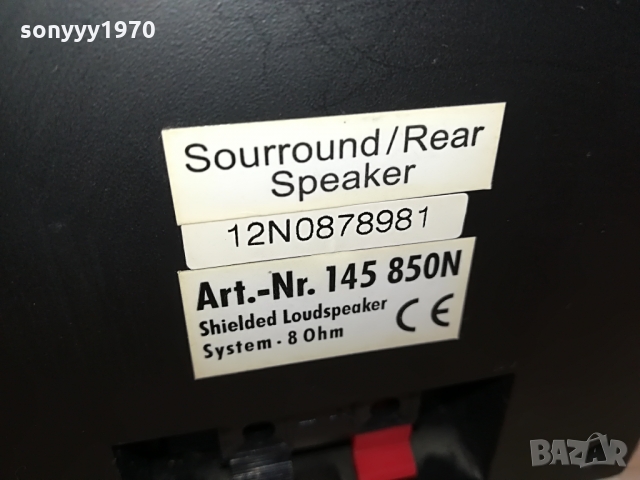 sonyyy1970
Sourround/Rear
Speaker
12N0878981
Art.-Nr. 145 850N
Shielded Loudspeaker
System - 8 Ohm
CE
BAZAR